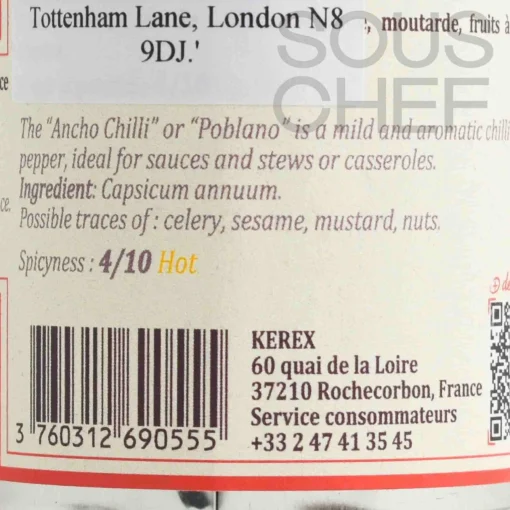 Tottenham Lane, London N8
9DJ.'
, moutarde, fruits à
SOUS
CHEF
The “Ancho Chilli” or “Poblano” is a mild and aromatic chilli
pepper, ideal for sauces and stews or casseroles.
Ingredient: Capsicum annuum.
Possible traces of : celery, sesame, mustard, nuts.
Spicyness : 4/10 Hot
KEREX
60 quai de la Loire
37210 Rochecorbon, France
Service consommateurs
+33 2 47 41 35 45
3 760312 690555